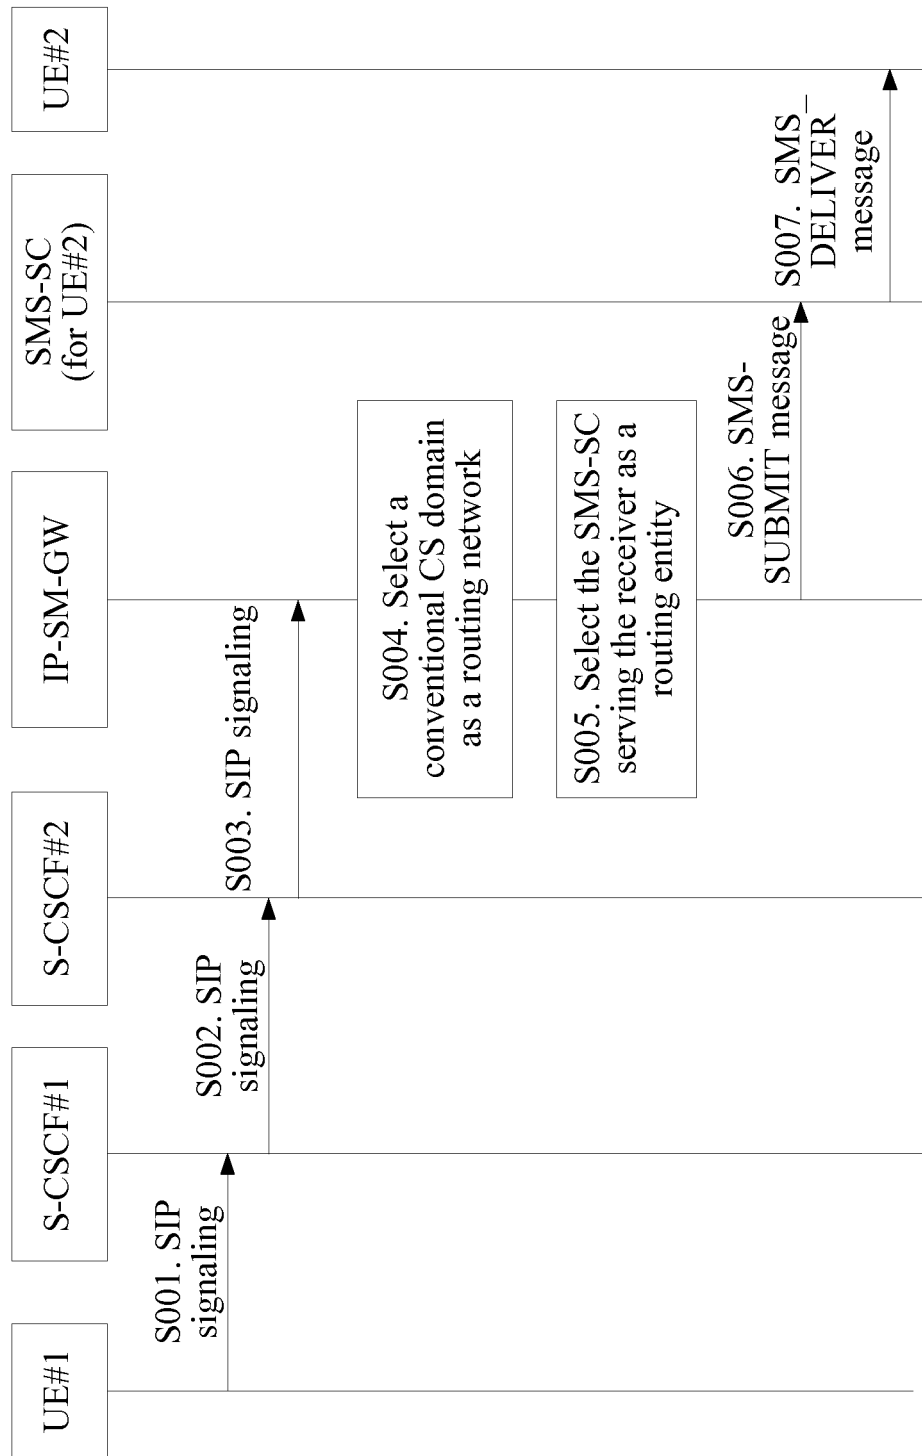 UE#1
S-CSCF#1
S-CSCF#2
IP-SM-GW
SMS-SC
(for UE#2)
UE#2
S001. SIP
signaling
S002. SIP
signaling
S003. SIP signaling
S004. Select a
conventional CS domain
as a routing network
S005. Select the SMS-SC
serving the receiver as a
routing entity
S006. SMS-
SUBMIT message
S007. SMS_
DELIVER
message